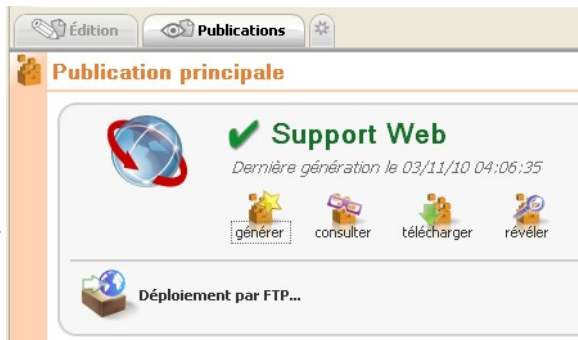 Édition Publications
Publication principale
Support Web
Dernière génération le 03/11/10 04:06:35
générer consulter télécharger révéler
Déploiement par FTP...